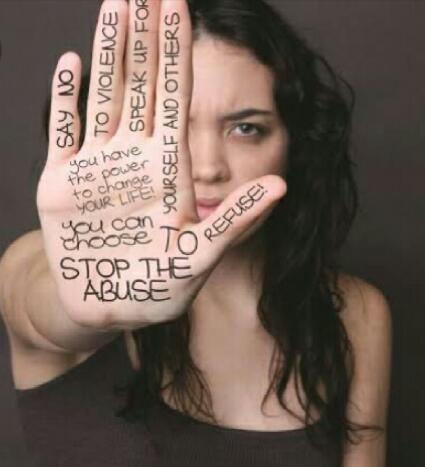 SAY NO
TO VIOLENCE
SPEAK UP FOR
YOURSELF AND OTHERS
you have
the power
to change
YOUR LIFE!
you can
choose TO
REFUSE!
STOP THE
ABUSE